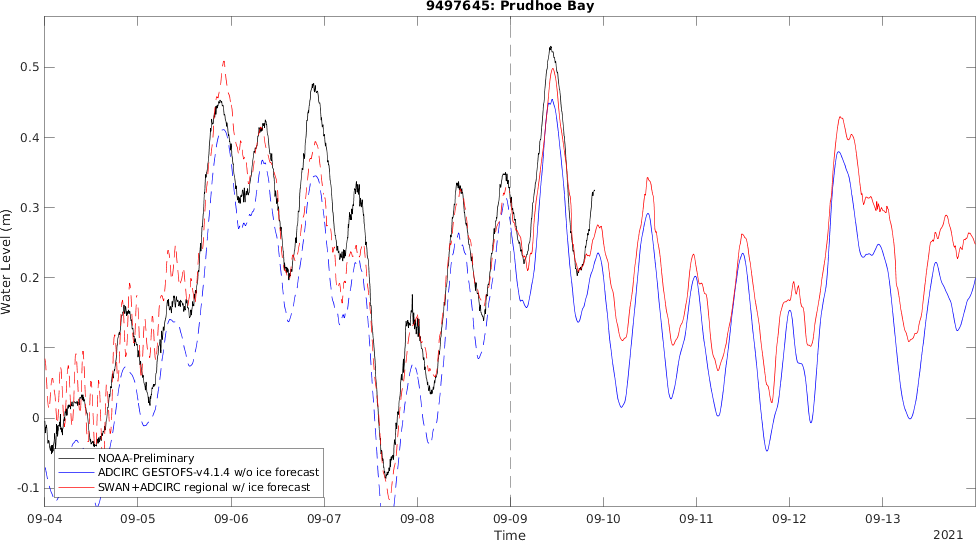 9497645: Prudhoe Bay
Water Level (m)
0.5
0.4
0.3
0.2
0.1
0
-0.1
NOAA-Preliminary
ADCIRC GESTOFS-v4.1.4 w/o ice forecast
SWAN+ADCIRC regional w/ ice forecast
09-04 09-05 09-06 09-07 09-08 09-09 09-10 09-11 09-12 09-13
Time
2021